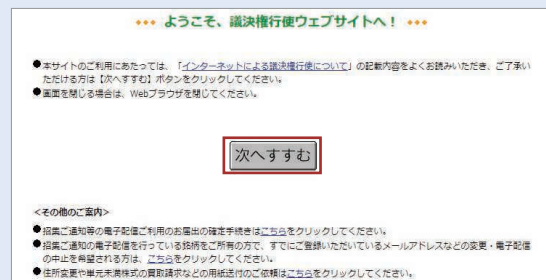 ••• ようこそ、議決権行使ウェブサイトへ！ •••
●本サイトのご利用にあたっては、「インターネットによる議決権行使について」の記載内容をよくお読みいただき、ご了承い
ただける方は【次へすすむ】ボタンをクリックしてください。
●画面を閉じる場合は、Webブラウザを閉じてください。
次へすすむ
<その他のご案内>
●招集ご通知等の電子配信ご利用のお届出の確定手続きはこちらをクリックしてください。
●招集ご通知の電子配信を行っている銘柄をご所有の方で、すでにご登録いただいているメールアドレスなどの変更・電子配信
の中止を希望される方は、こちらをクリックしてください。
●住所変更や単元未満株式の買取請求などの用紙送付のご依頼はこちらをクリックしてください。